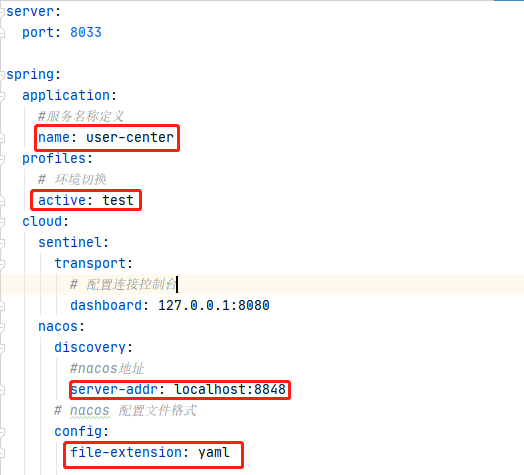 server:
port: 8033
spring:
application:
#服务名称定义
name: user-center
profiles:
# 环境切换
active: test
cloud:
sentinel:
transport:
# 配置连接控制台
dashboard: 127.0.0.1:8080
nacos:
discovery:
#nacos地址
server-addr: localhost:8848
# nacos 配置文件格式
config:
file-extension: yaml